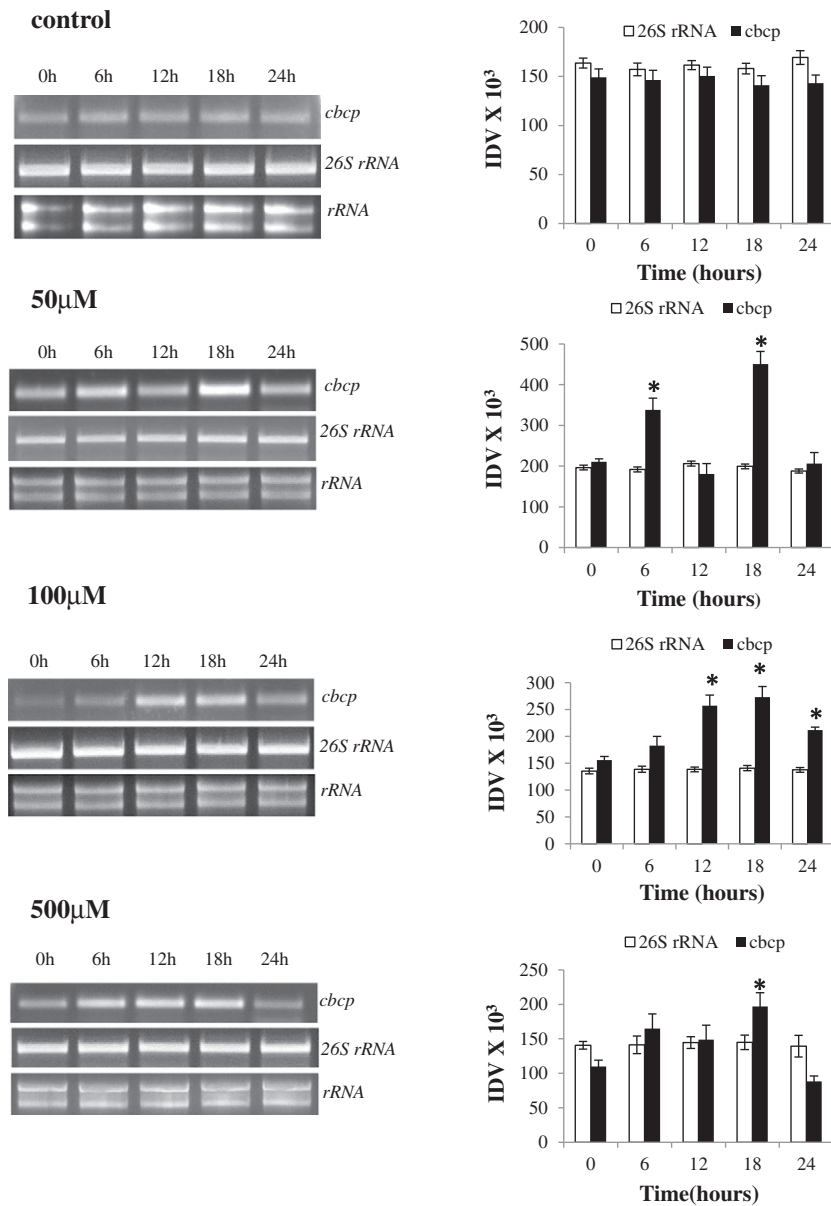 control
0h 6h 12h 18h 24h
cbcp
26S rRNA
rRNA
26S rRNA cbcp
IDV X 10³
200
150
100
50
0
0 6 12 18 24
Time (hours)
50μM
0h 6h 12h 18h 24h
cbcp
26S rRNA
rRNA
26S rRNA cbcp
IDV X 10³
500
400
300
200
100
0
* *
0 6 12 18 24
Time (hours)
100μM
0h 6h 12h 18h 24h
cbcp
26S rRNA
rRNA
26S rRNA cbcp
IDV X 10³
300
250
200
150
100
50
0
* * *
0 6 12 18 24
Time (hours)
500μM
0h 6h 12h 18h 24h
cbcp
26S rRNA
rRNA
26S rRNA cbcp
IDV X 10³
250
200
150
100
50
0
*
0 6 12 18 24
Time(hours)